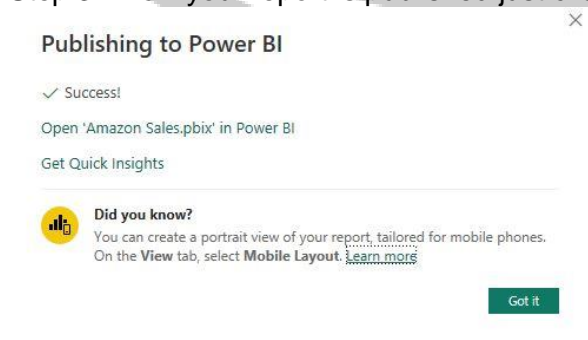 Publishing to Power BI
Success!
Open 'Amazon Sales.pbix' in Power BI
Get Quick Insights
Did you know?
You can create a portrait view of your report, tailored for mobile phones.
On the View tab, select Mobile Layout. Learn more
Got it